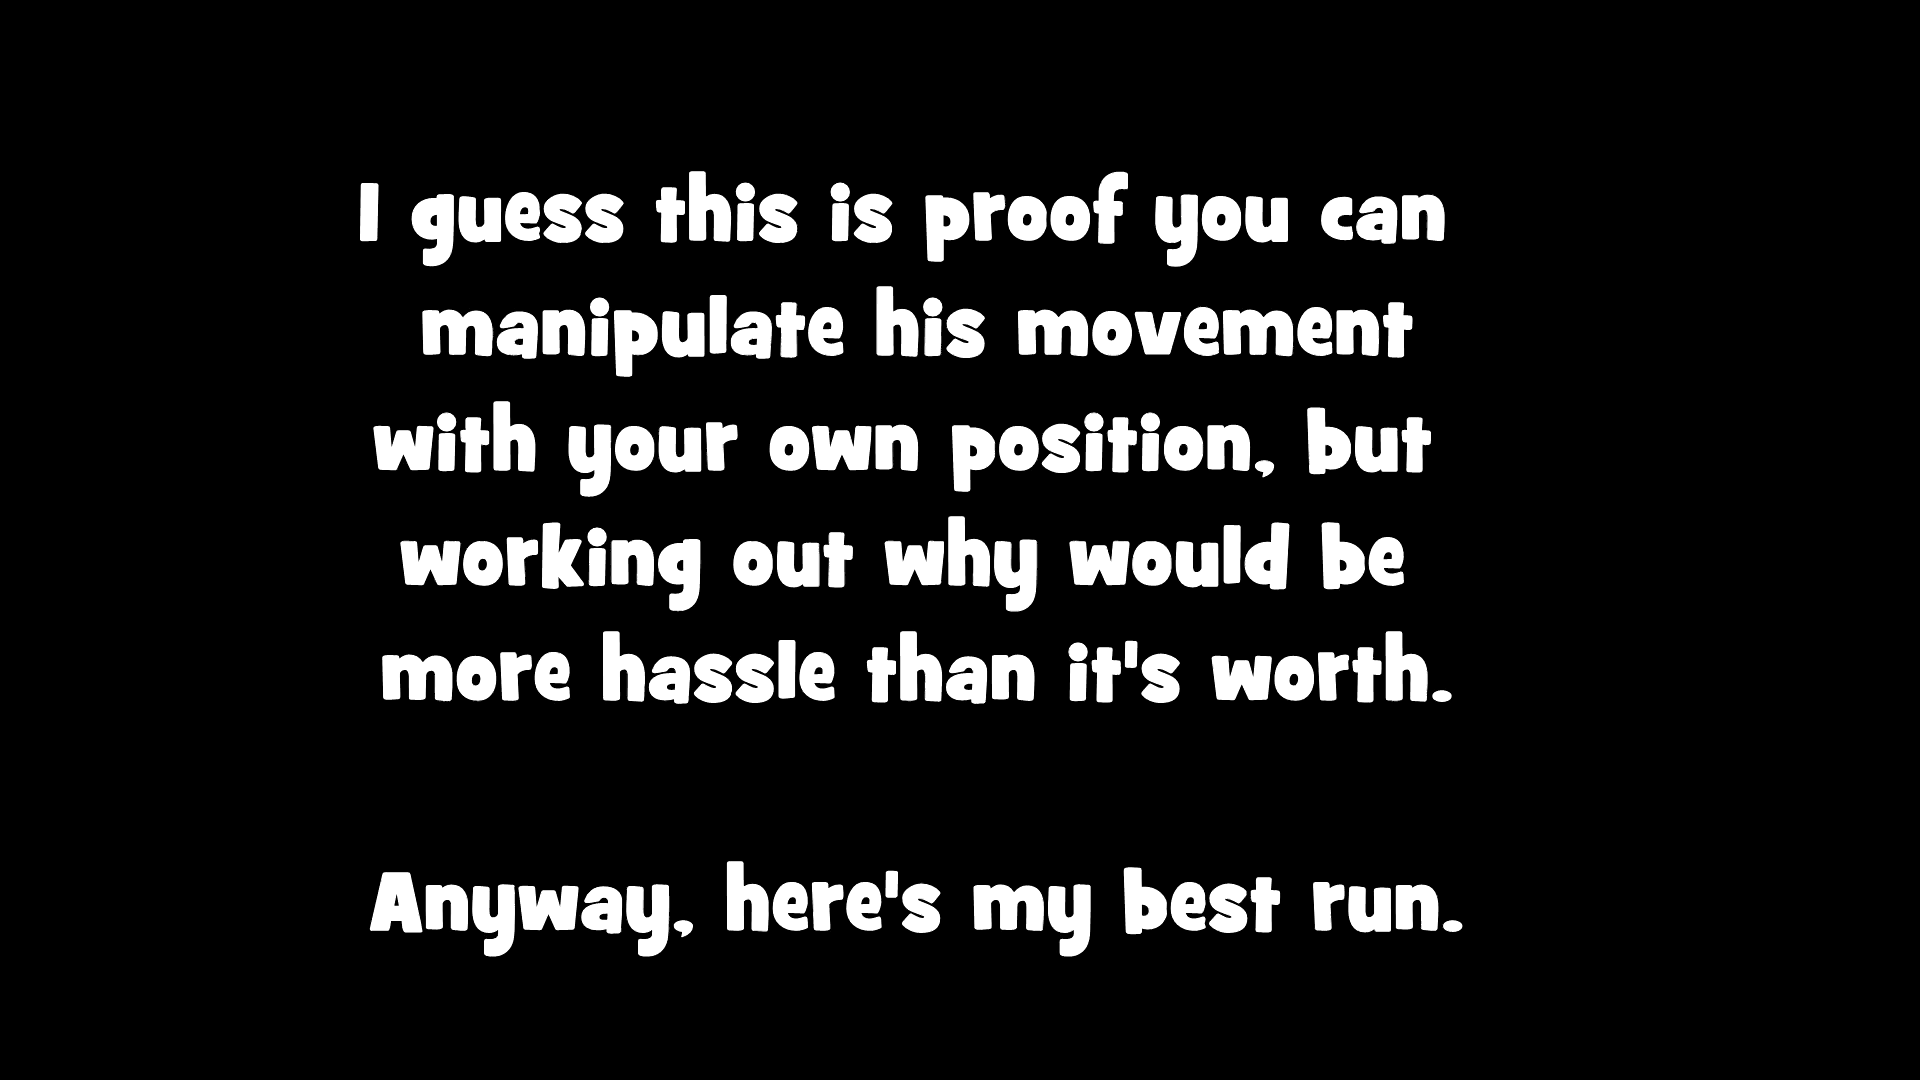 I guess this is proof you can
manipulate his movement
with your own position, but
working out why would be
more hassle than it's worth.
Anyway, here's my best run.